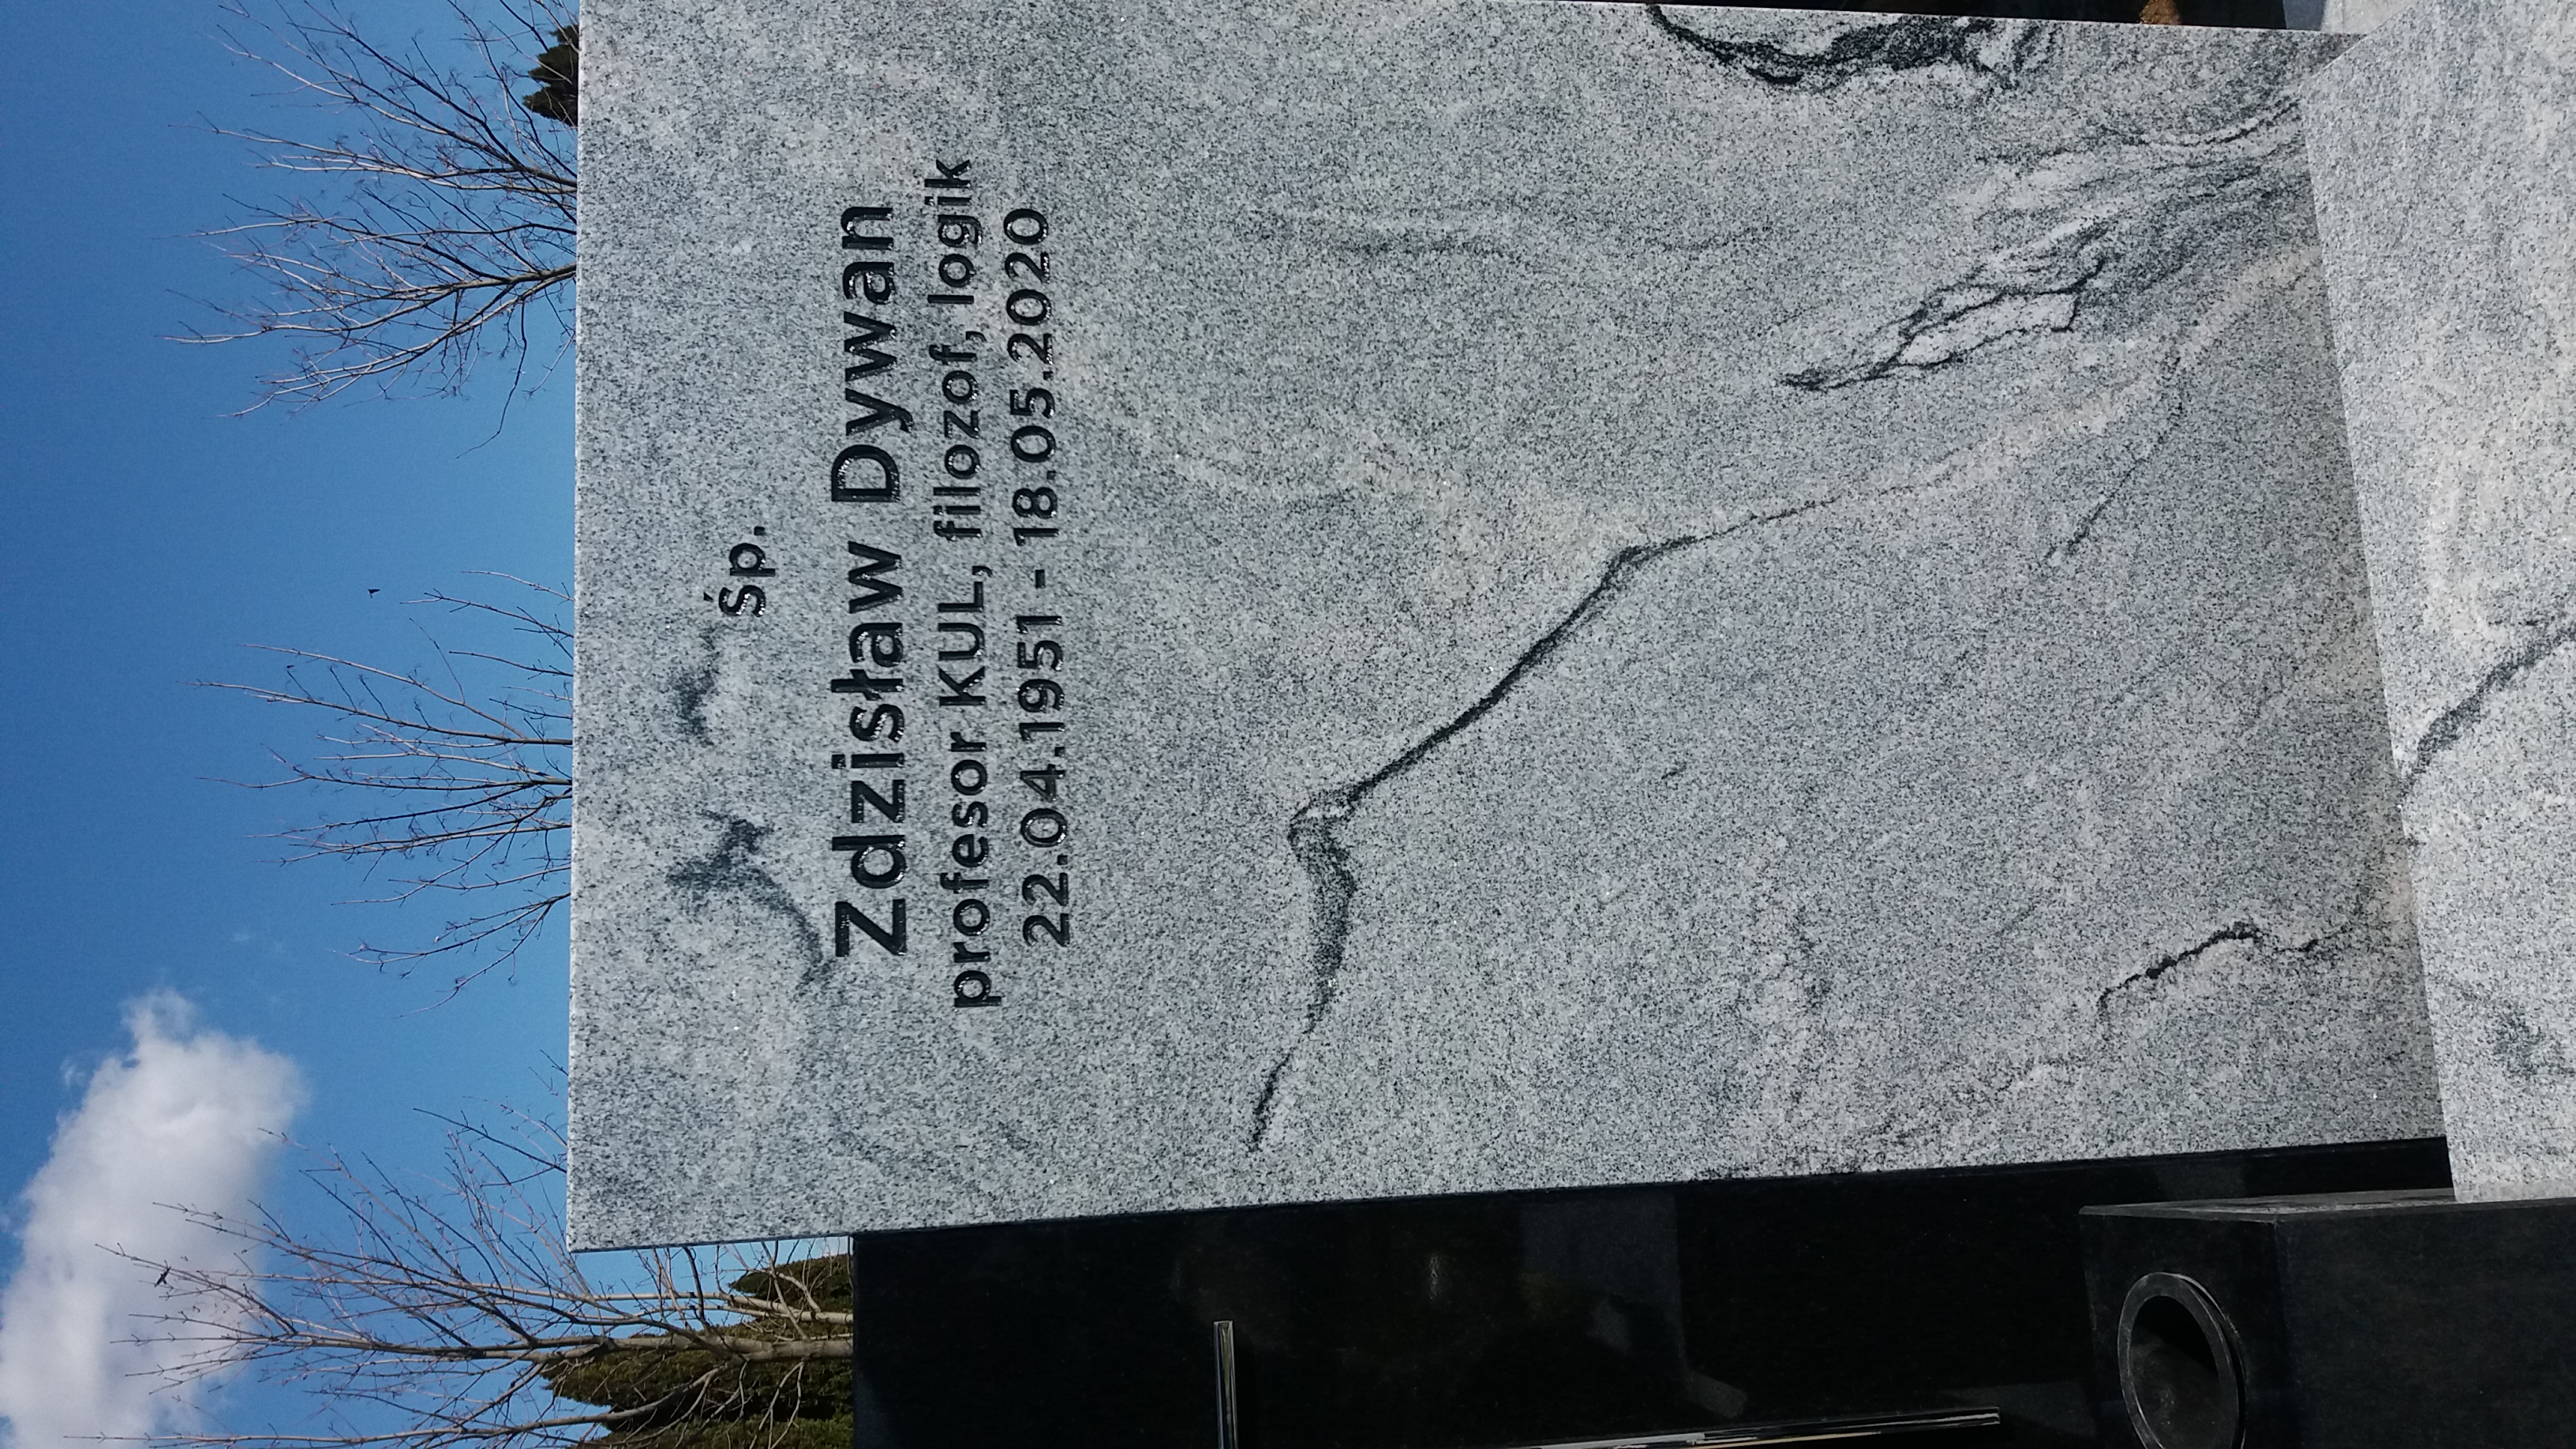 Śp.
Zdzisław Dywan
profesor KUL, filozof, logik
22.04.1951 - 18.05.2020